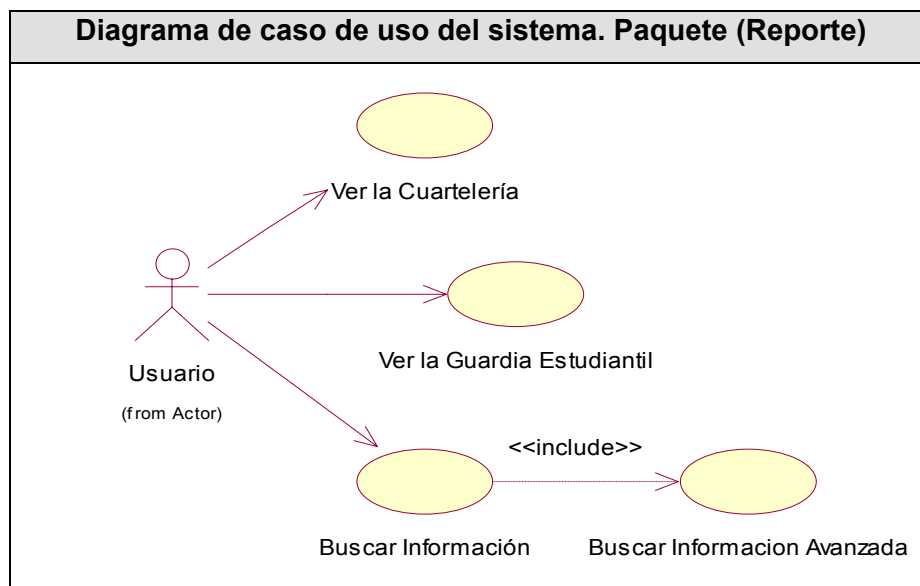 Diagrama de caso de uso del sistema. Paquete (Reporte)
Ver la Cuartelería
Ver la Guardia Estudiantil
Usuario
(from Actor)
<<include>>
Buscar Información
Buscar Informacion Avanzada